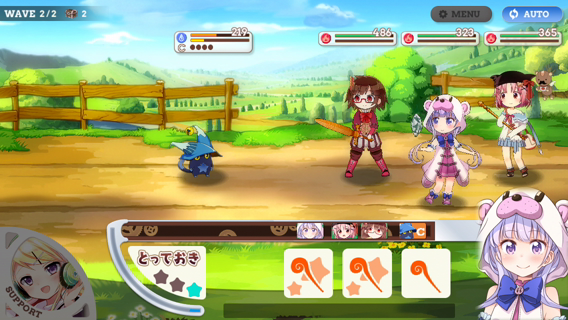 WAVE 2/2 2
MENU
AUTO
219
C
486
323
365
C
とっておき
SUPPORT